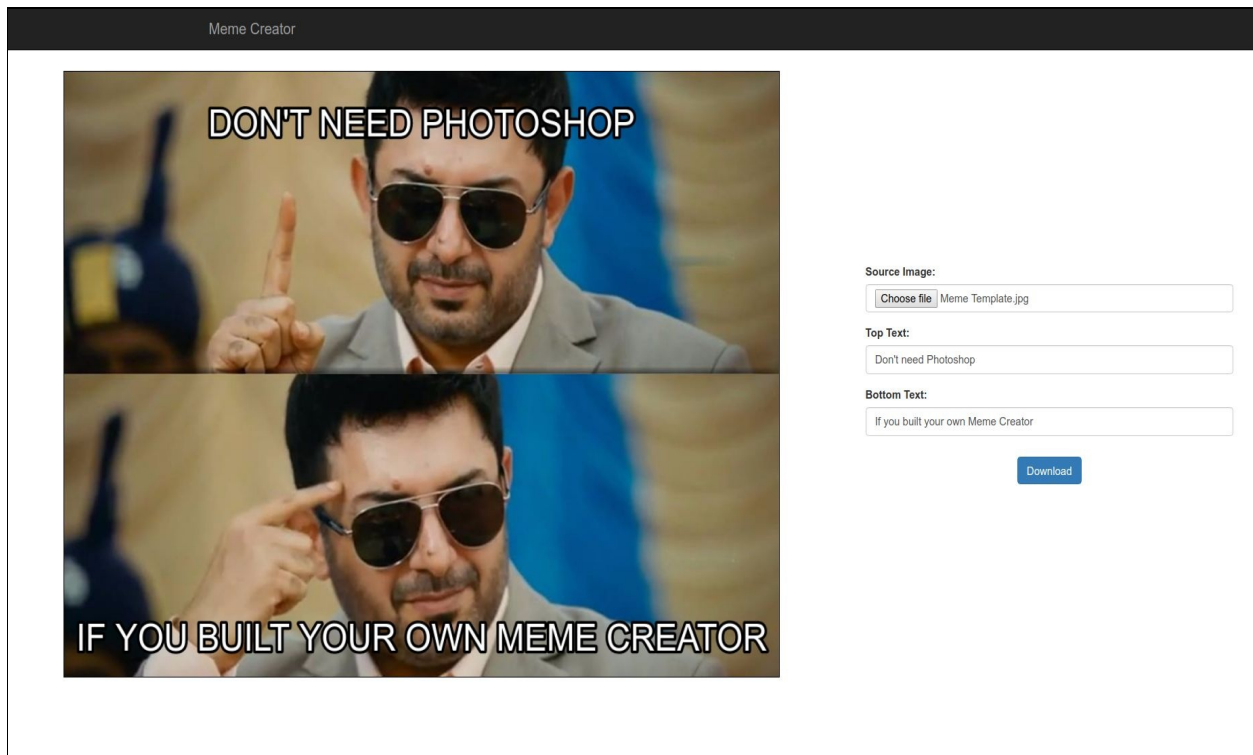 Meme Creator
DON'T NEED PHOTOSHOP
IF YOU BUILT YOUR OWN MEME CREATOR
Source Image:
Choose file Meme Template.jpg
Top Text:
Don't need Photoshop
Bottom Text:
If you built your own Meme Creator
Download